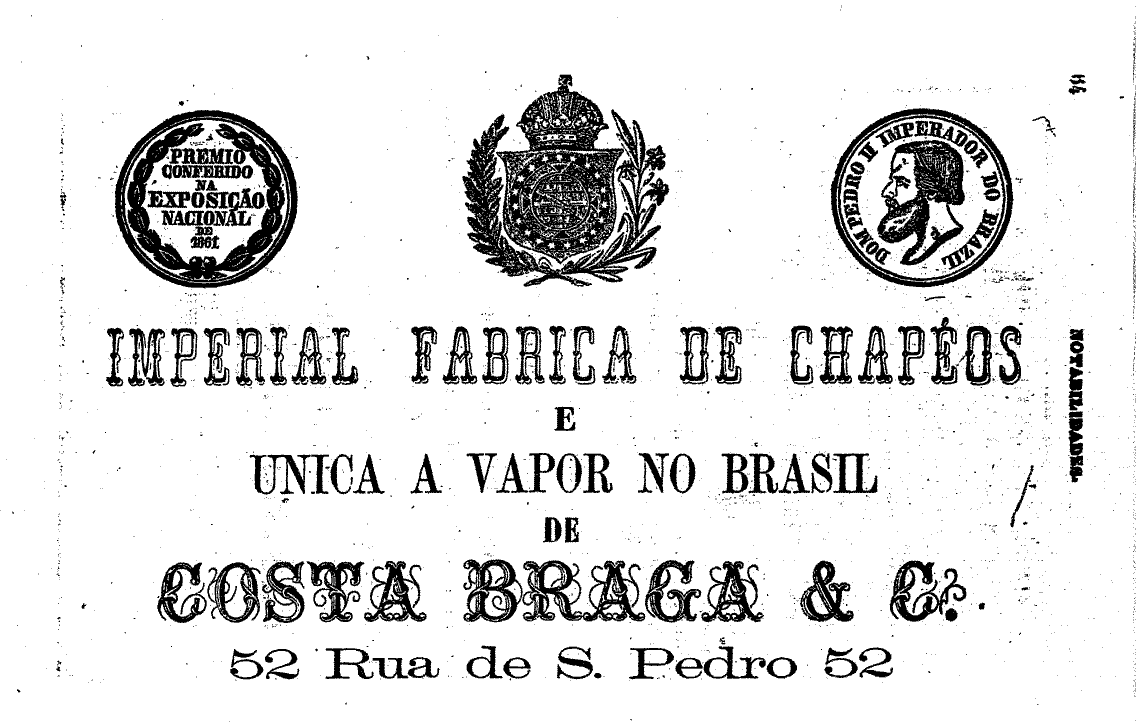 PREMIO
CONFERIDO
NA
EXPOSIÇÃO
NACIONAL
DE
1861
DOM PEDRO II IMPERADOR DO BRAZIL
IMPERIAL FABRICA DE CHAPÉOS
E
UNICA A VAPOR NO BRASIL
DE
COSTA BRAGA & C.
52 Rua de S. Pedro 52
NOTABILIDADES.